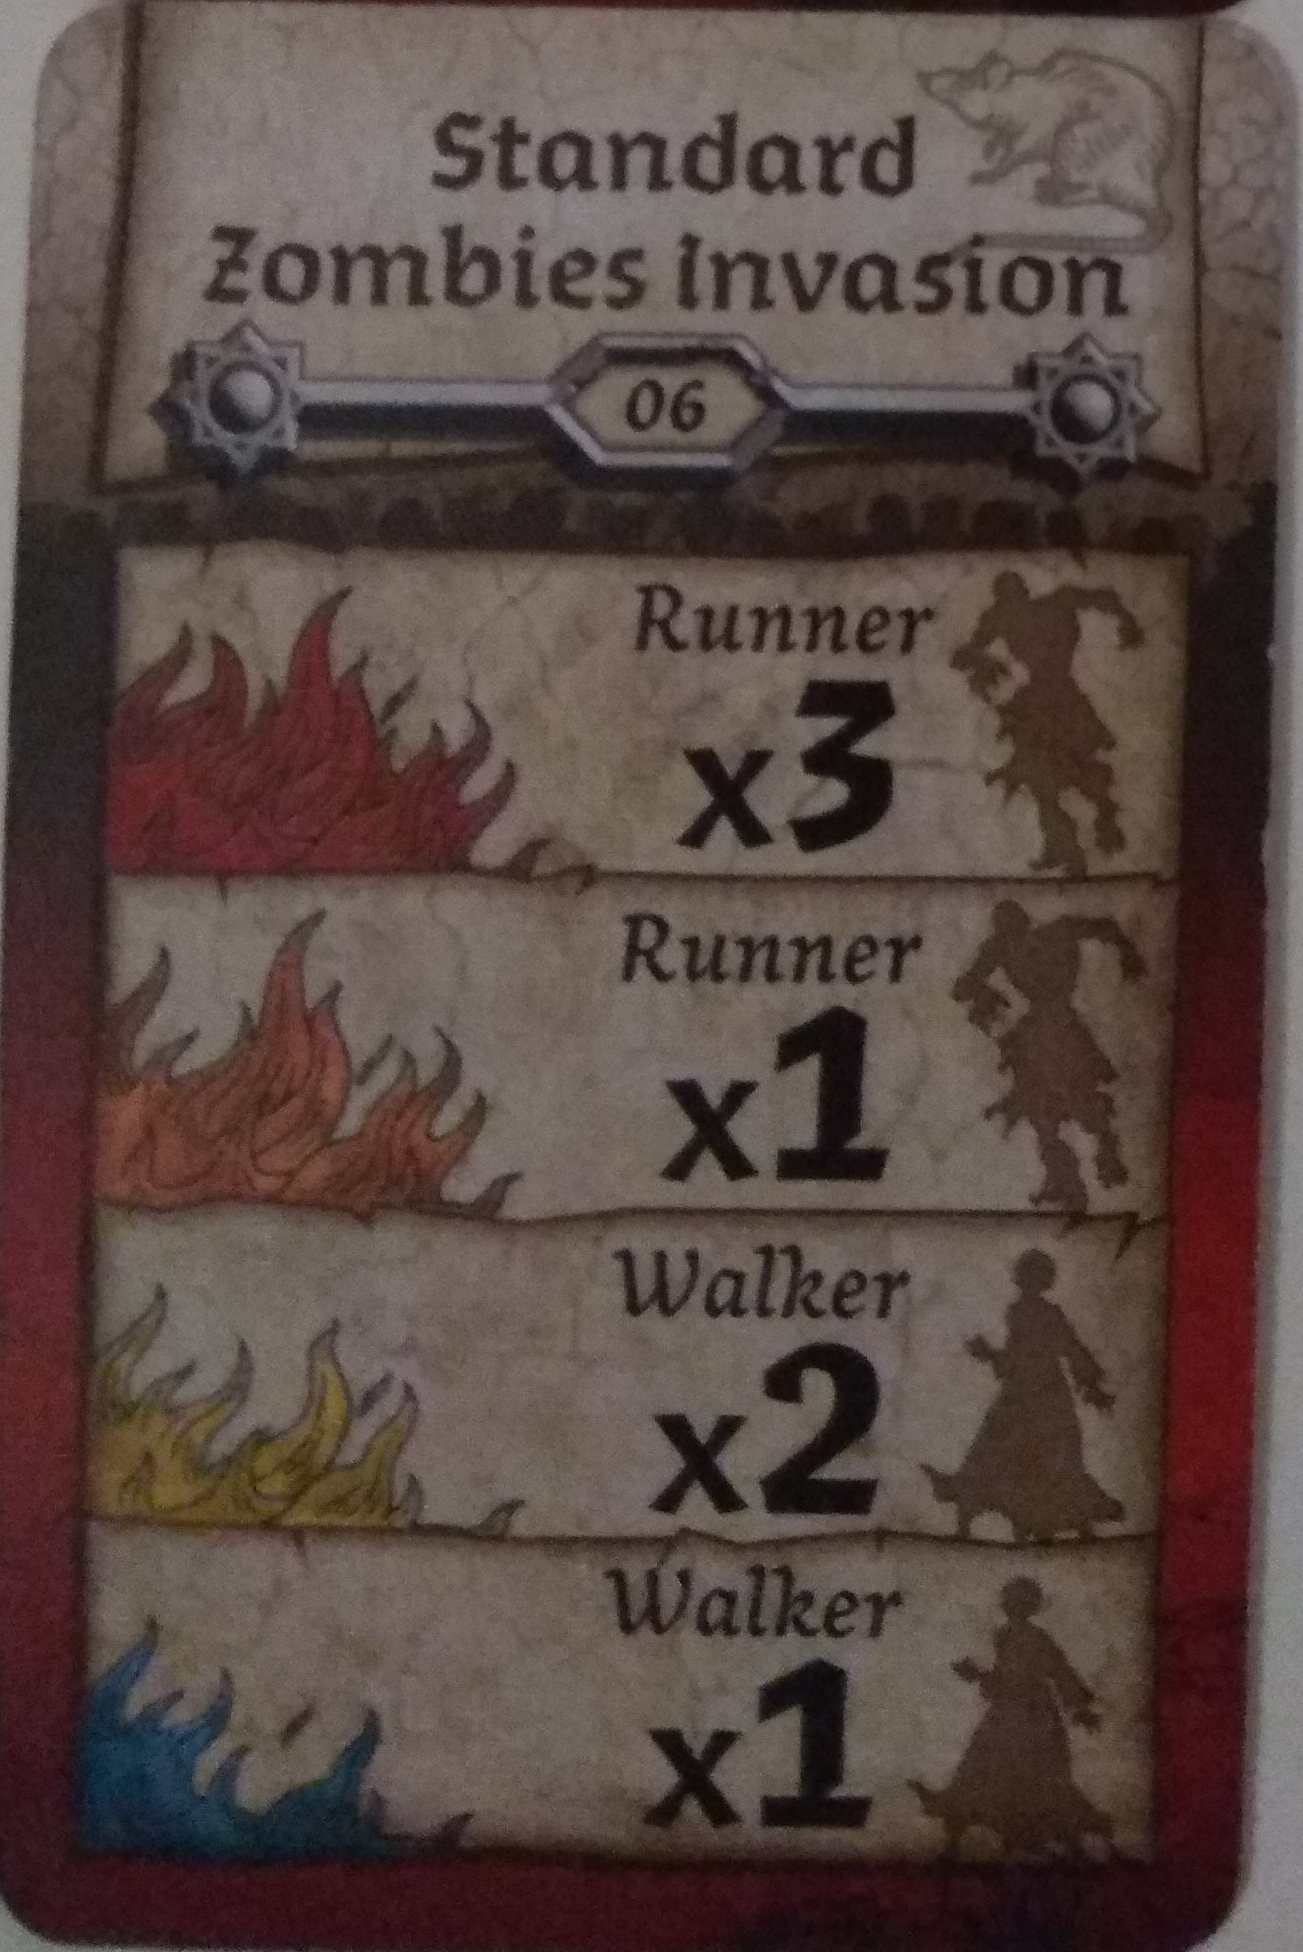 Standard
Zombies Invasion
06
Runner
x3
Runner
x1
Walker
x2
Walker
x1